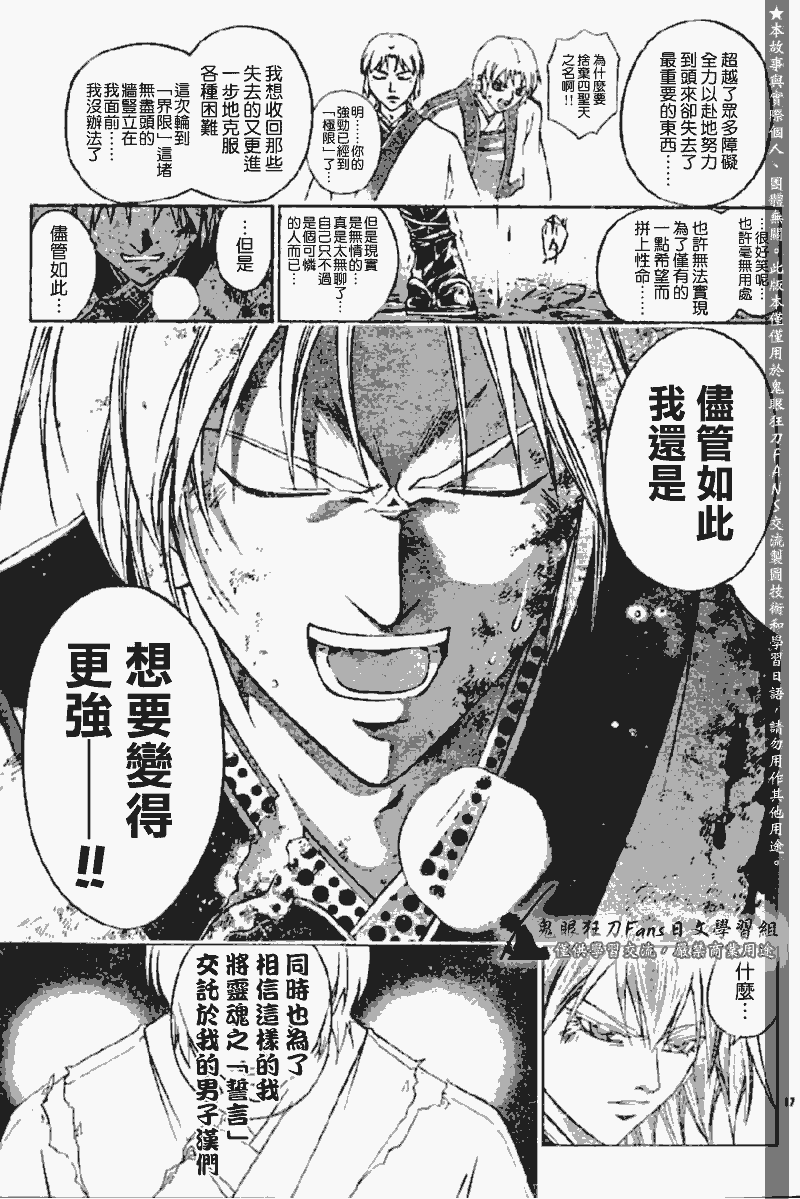 超越了眾多障礙
全力以赴地努力
到頭來卻失去了
最重要的東西……
為什麼要
捨棄四聖天
之名啊!!
明……你的
強勁已經到
「極限」了…
我想收回那些
失去的又更進
一步地克服
各種困難
這次輪到
「界限」這堵
無盡頭的
牆豎立在
我面前……
我沒辦法了
…很好笑呢…
也許毫無用處
也許無法實現
為了僅有的
一點希望而
拼上性命……
但是現實
是無情的…
真是太無聊了…
自己只不過
是個可憐
的人而已…
…但是
儘管如此…
儘管如此
我還是
想要變得
更強——!!
什麼…
同時也為了
相信這樣的我
將靈魂之「誓言」
交託於我的男子漢們
鬼眼狂刀Fans日文學習組
僅供學習交流，嚴禁商業用途
17
★本故事與實際個人、團體無關。此版本僅僅用於鬼眼狂刀FANS交流製圖技術和學習日語，請勿用作其他用途。